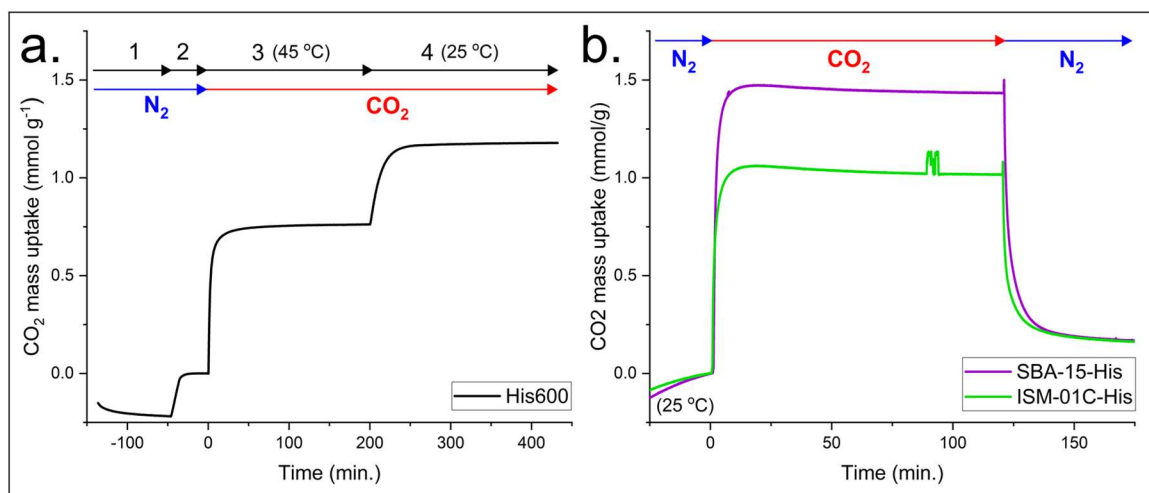 a.
1 2 3 (45 ºC) 4 (25 ºC)
N₂ CO₂
CO₂ mass uptake (mmol g⁻¹)
1.5
1.0
0.5
0.0
-100 0 100 200 300 400
Time (min.)
His600
b.
N₂ CO₂ N₂
CO2 mass uptake (mmol/g)
1.5
1.0
0.5
0.0
(25 ºC)
0 50 100 150
Time (min.)
SBA-15-His
ISM-01C-His